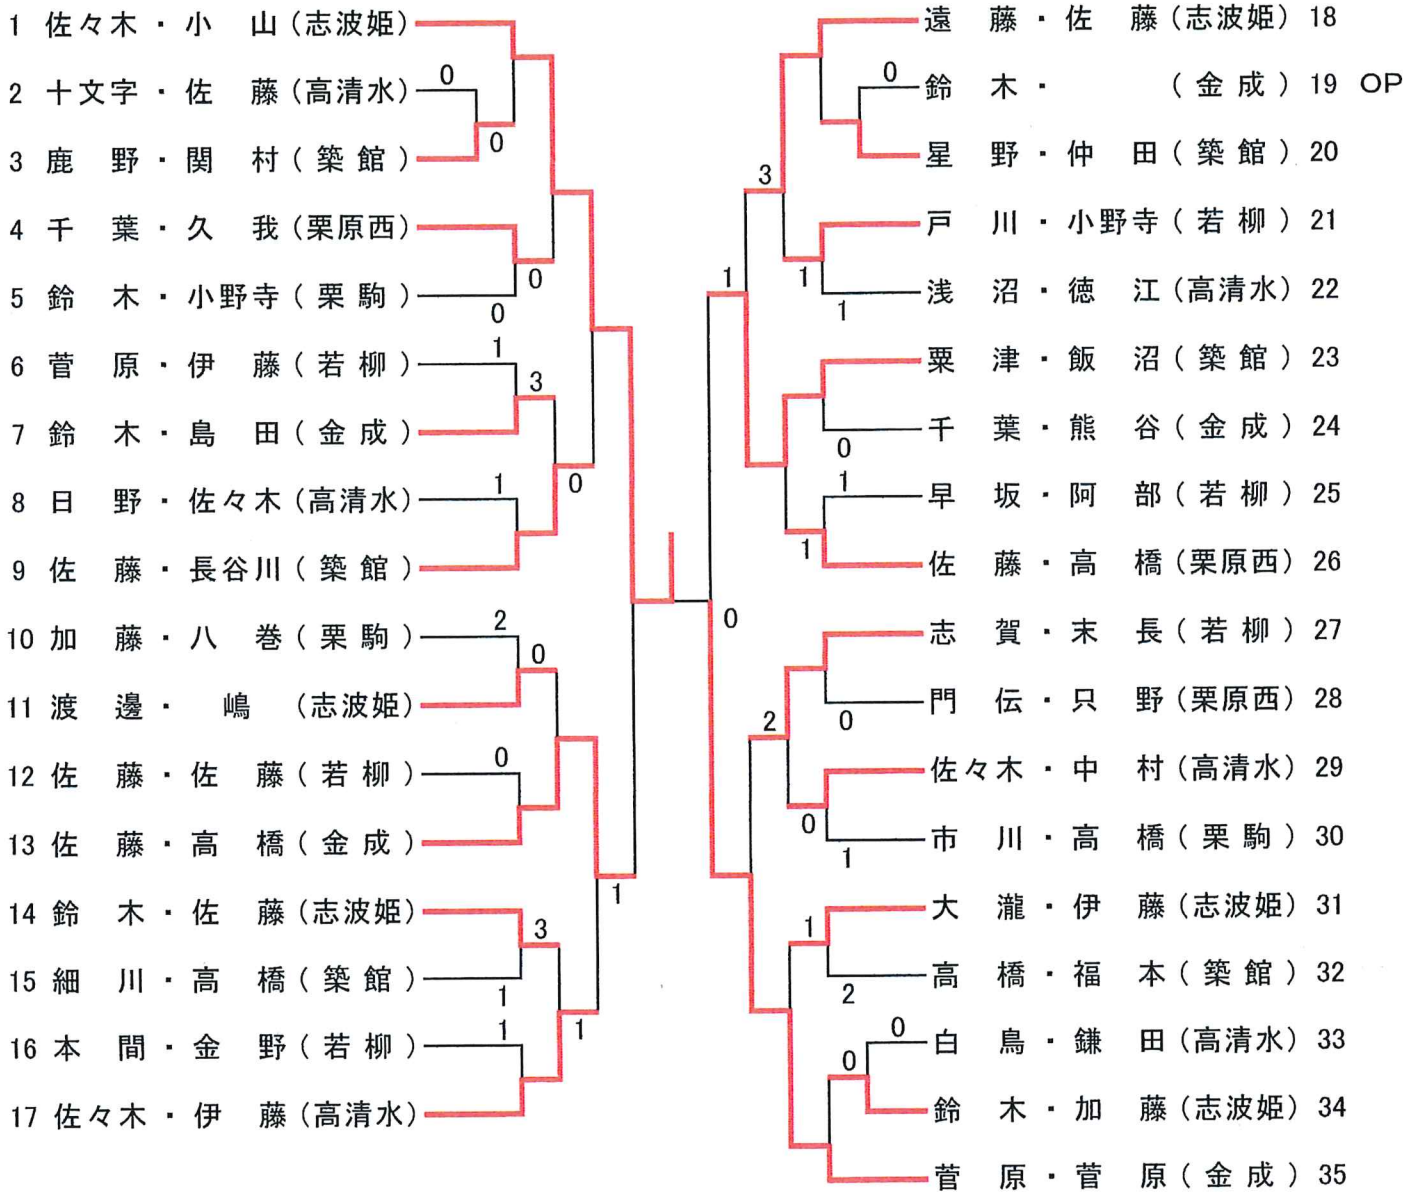 1 佐々木・小 山(志波姫)
2 十文字・佐 藤(高清水)
0
3 鹿 野・関 村(築館)
0
4 千 葉・久 我(栗原西)
0
5 鈴 木・小野寺(栗駒)
0
6 菅 原・伊 藤(若柳)
1
3
7 鈴 木・島 田(金成)
8 日 野・佐々木(高清水)
1
0
9 佐 藤・長谷川(築館)
10 加 藤・八 巻(栗駒)
2
0
11 渡 邊・ 嶋 (志波姫)
12 佐 藤・佐 藤(若柳)
0
13 佐 藤・高 橋(金成)
1
14 鈴 木・佐 藤(志波姫)
3
15 細 川・高 橋(築館)
1
16 本 間・金 野(若柳)
1
1
17 佐々木・伊 藤(高清水)
遠 藤・佐 藤(志波姫) 18
0
鈴 木・ (金成) 19 OP
星 野・仲 田(築館) 20
3
戸 川・小野寺(若柳) 21
1
1
浅 沼・徳 江(高清水) 22
1
粟 津・飯 沼(築館) 23
千 葉・熊 谷(金成) 24
0
1
早 坂・阿 部(若柳) 25
1
佐 藤・高 橋(栗原西) 26
0
志 賀・末 長(若柳) 27
門 伝・只 野(栗原西) 28
0
2
佐々木・中 村(高清水) 29
0
市 川・高 橋(栗駒) 30
1
大 瀧・伊 藤(志波姫) 31
1
高 橋・福 本(築館) 32
2
0
白 鳥・鎌 田(高清水) 33
0
鈴 木・加 藤(志波姫) 34
菅 原・菅 原(金成) 35